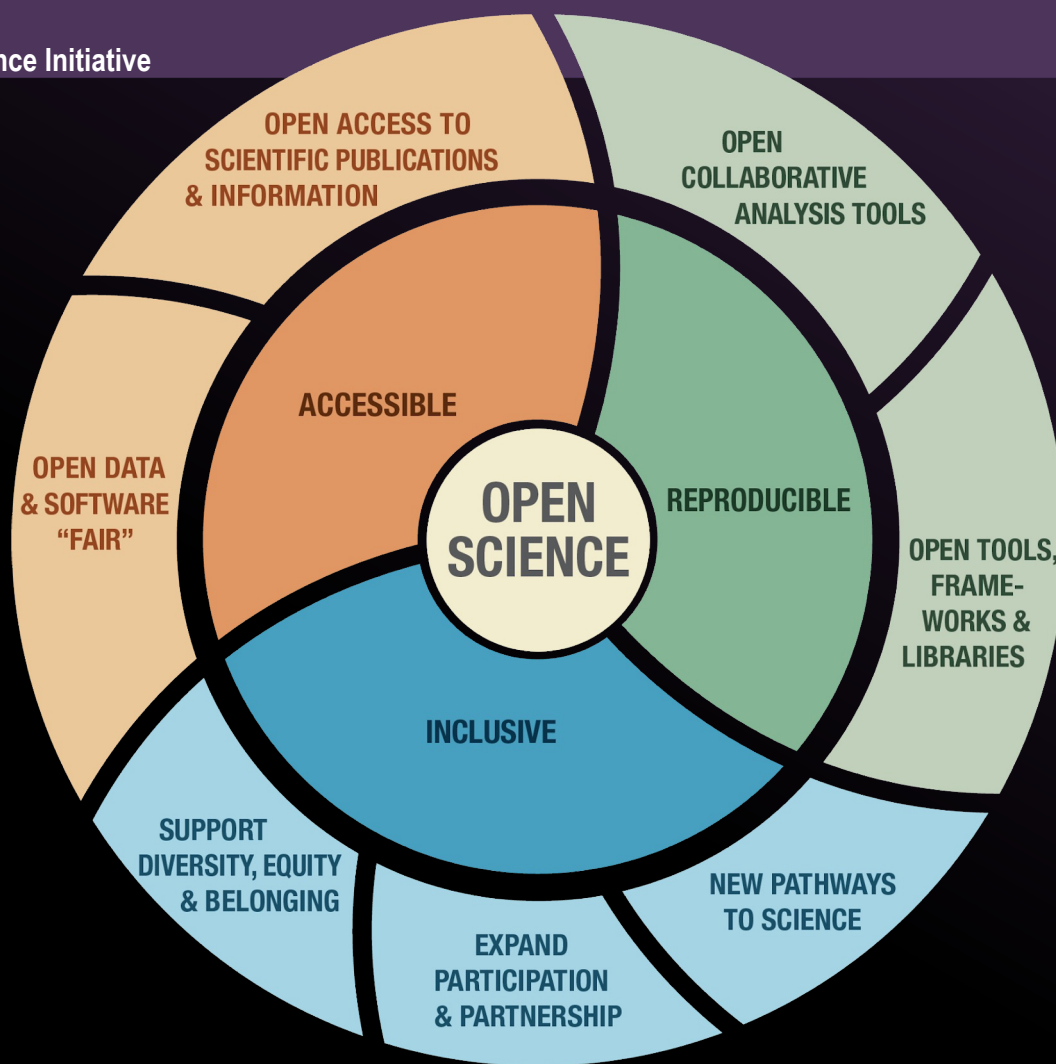 nce Initiative
OPEN ACCESS TO
SCIENTIFIC PUBLICATIONS
& INFORMATION
OPEN
COLLABORATIVE
ANALYSIS TOOLS
ACCESSIBLE
OPEN DATA
& SOFTWARE
“FAIR”
OPEN
SCIENCE
REPRODUCIBLE
OPEN TOOLS,
FRAME-
WORKS &
LIBRARIES
INCLUSIVE
SUPPORT
DIVERSITY, EQUITY
& BELONGING
EXPAND
PARTICIPATION
& PARTNERSHIP
NEW PATHWAYS
TO SCIENCE